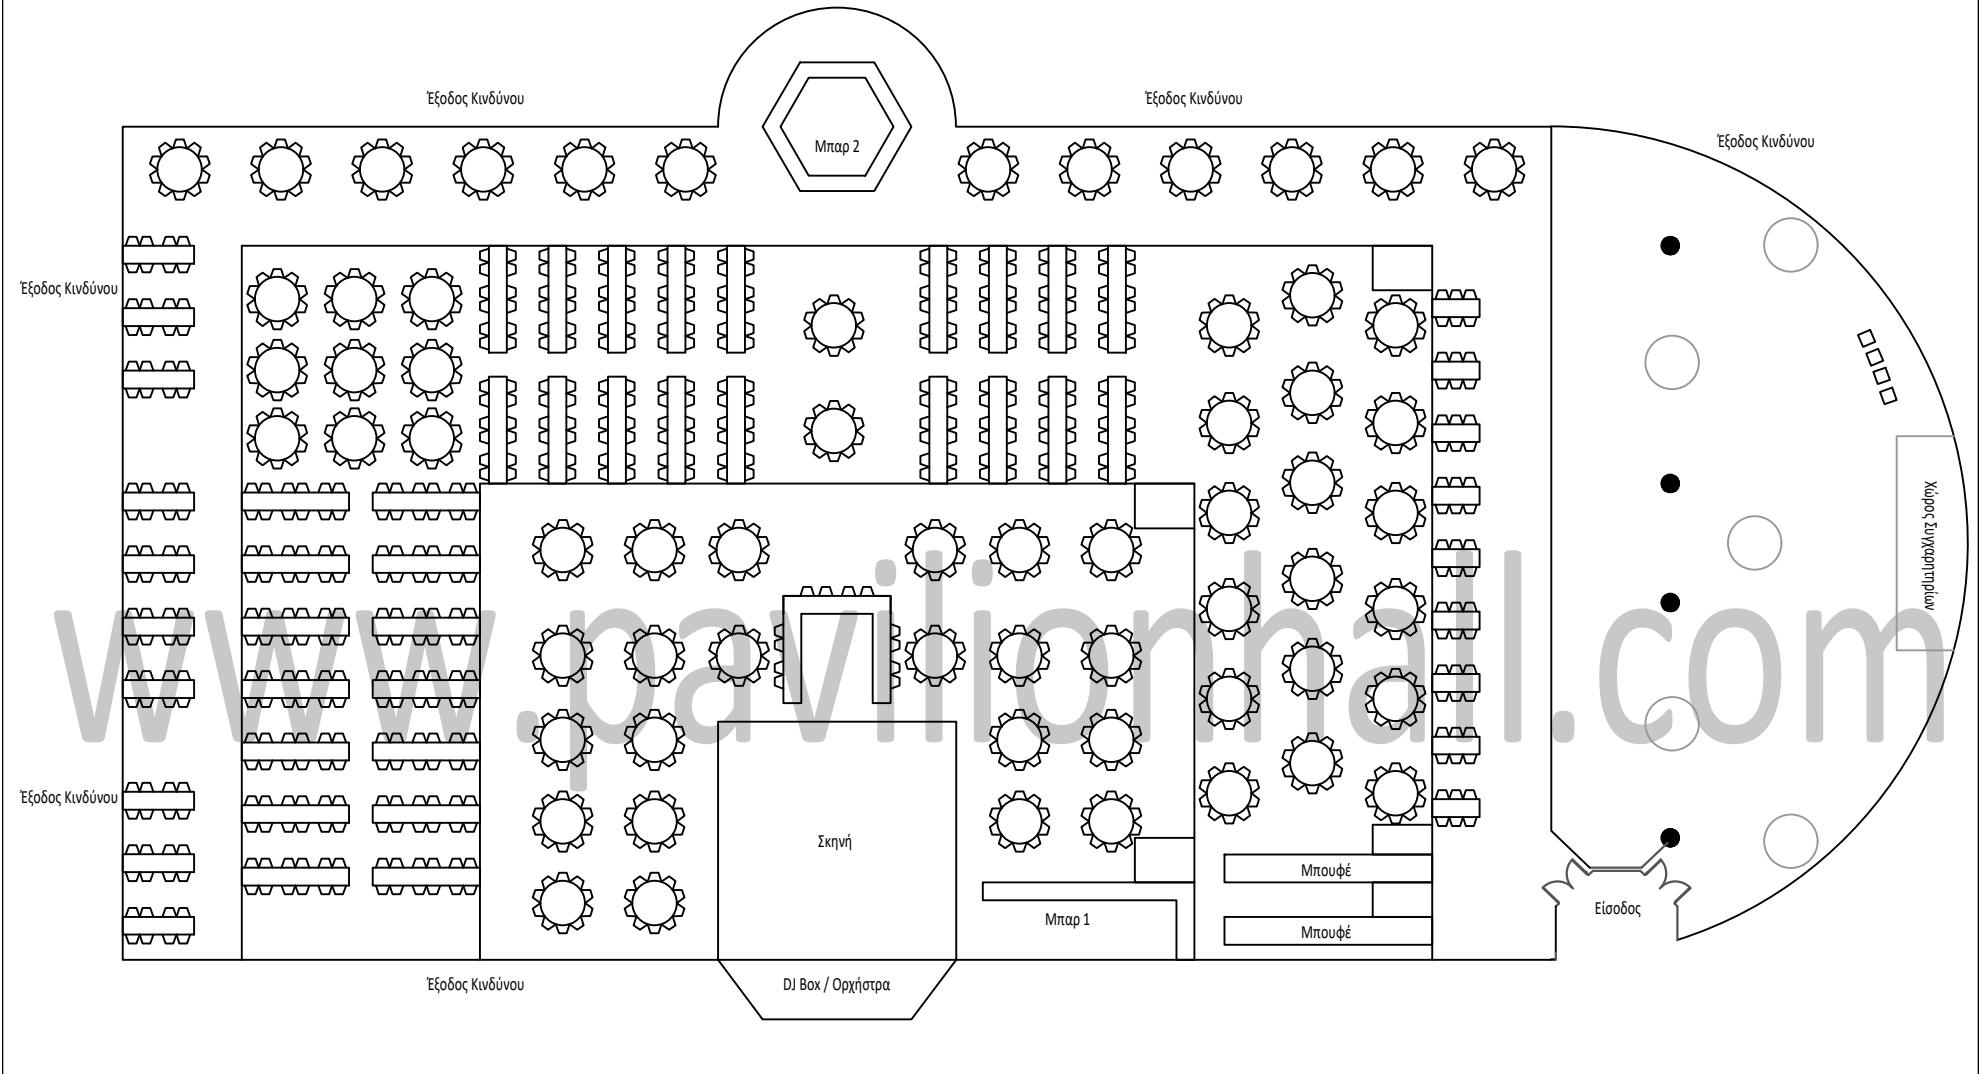 Έξοδος Κινδύνου
Έξοδος Κινδύνου
Έξοδος Κινδύνου
Μπαρ 2
Έξοδος Κινδύνου
Χώρος Συγχαρητηρίων
www.pavilionhall.com
Έξοδος Κινδύνου
Σκηνή
Μπουφέ
Μπαρ 1
Είσοδος
Μπουφέ
Έξοδος Κινδύνου
DJ Box / Ορχήστρα